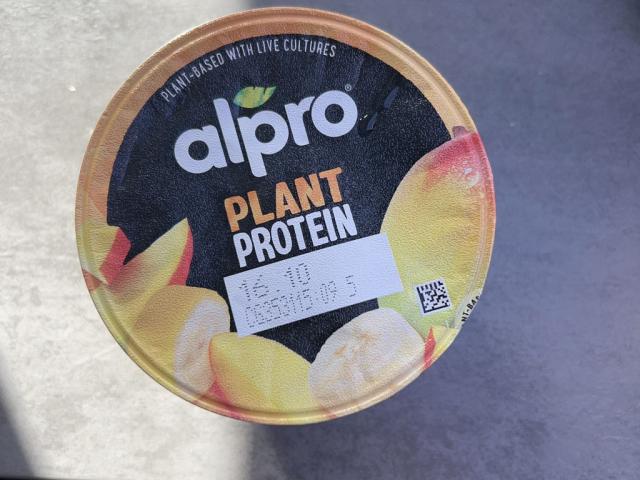 PLANT-BASED WITH LIVE CULTURES
alpro®
PLANT
PROTEIN
16.10